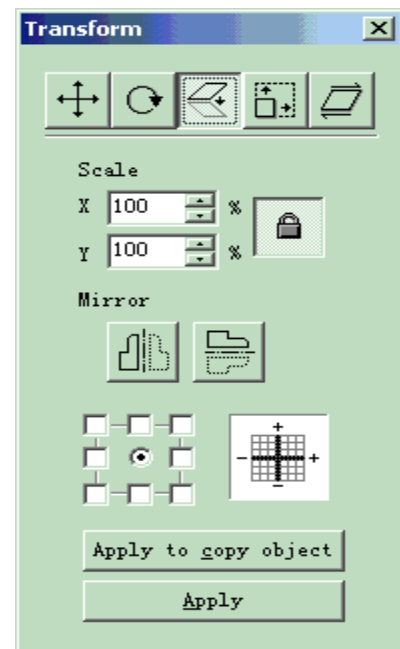 Transform
Scale
X 100 %
Y 100 %
Mirror
+
- +
-
Apply to copy object
Apply